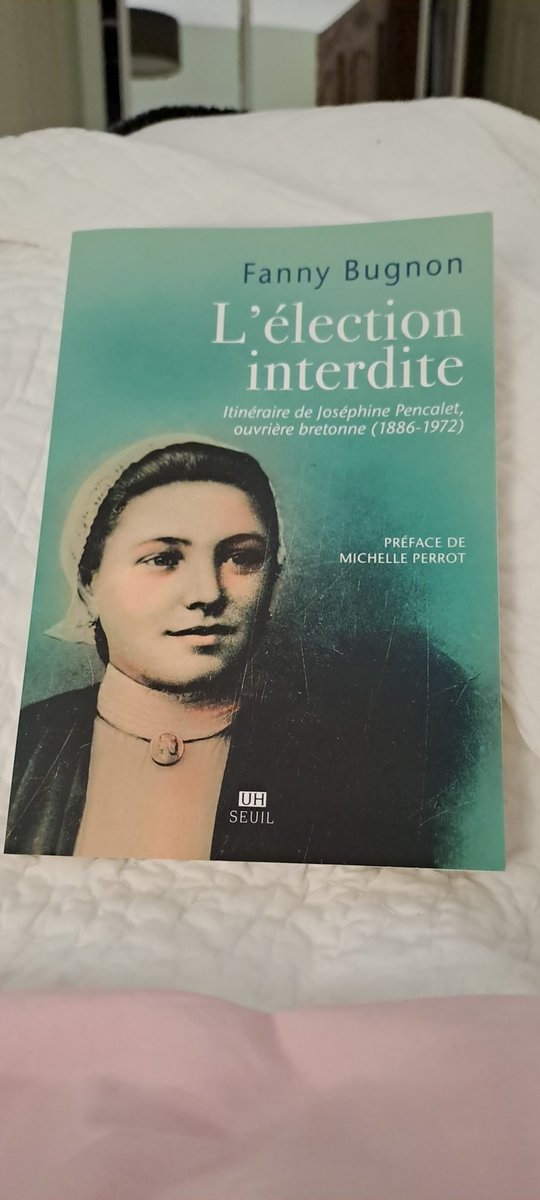 Fanny Bugnon
L'élection
interdite
Itinéraire de Joséphine Pencalet,
ouvrière bretonne (1886-1972)
PRÉFACE DE
MICHELLE PERROT
UH
SEUIL